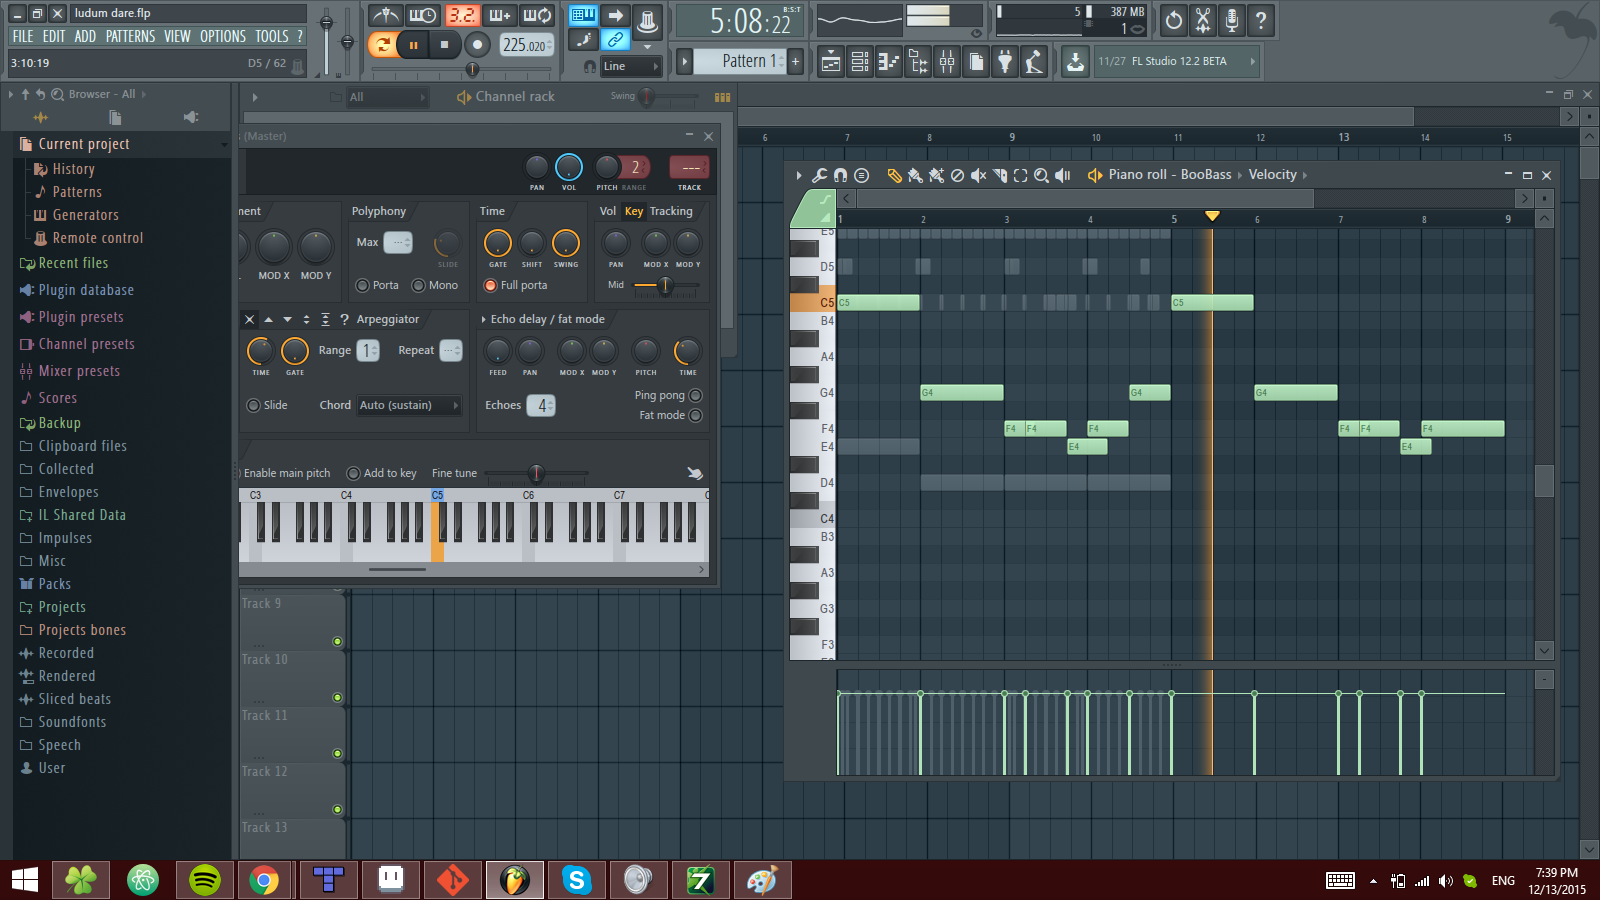 ludum dare.flp
FILE EDIT ADD PATTERNS VIEW OPTIONS TOOLS ?
3:10:19
D5 / 62
3.2..
225.020
Line
5:08:22
B:S:T
Pattern 1
5
387 MB
1
11/27 FL Studio 12.2 BETA
Browser - All
Current project
History
Patterns
Generators
Remote control
Recent files
Plugin database
Plugin presets
Channel presets
Mixer presets
Scores
Backup
Clipboard files
Collected
Envelopes
IL Shared Data
Impulses
Misc
Packs
Projects
Projects bones
Recorded
Rendered
Sliced beats
Soundfonts
Speech
User
All
Channel rack
Swing
(Master)
PAN VOL PITCH RANGE TRACK
2
---
ment
MOD X MOD Y
Polyphony
Max
SLIDE
Porta Mono
Time
GATE SHIFT SWING
Full porta
Vol Key Tracking
PAN MOD X MOD Y
Mid
Arpeggiator
TIME GATE
Range 1 Repeat
Slide Chord Auto (sustain)
Echo delay / fat mode
FEED PAN MOD X MOD Y PITCH TIME
Echoes 4
Ping pong
Fat mode
Enable main pitch Add to key Fine tune
C3 C4 C5 C6 C7
Track 9
Track 10
Track 11
Track 12
Track 13
6 7 8 9 10 11 12 13 14 15
Piano roll - BooBass Velocity
1 2 3 4 5 6 7 8 9
E5
D5
C5 C5 C5
B4
A4
G4 G4 G4 G4
F4 F4 F4 F4 F4 F4 F4
E4 E4 E4
D4
C4
B3
A3
G3
F3
ENG
7:39 PM
12/13/2015